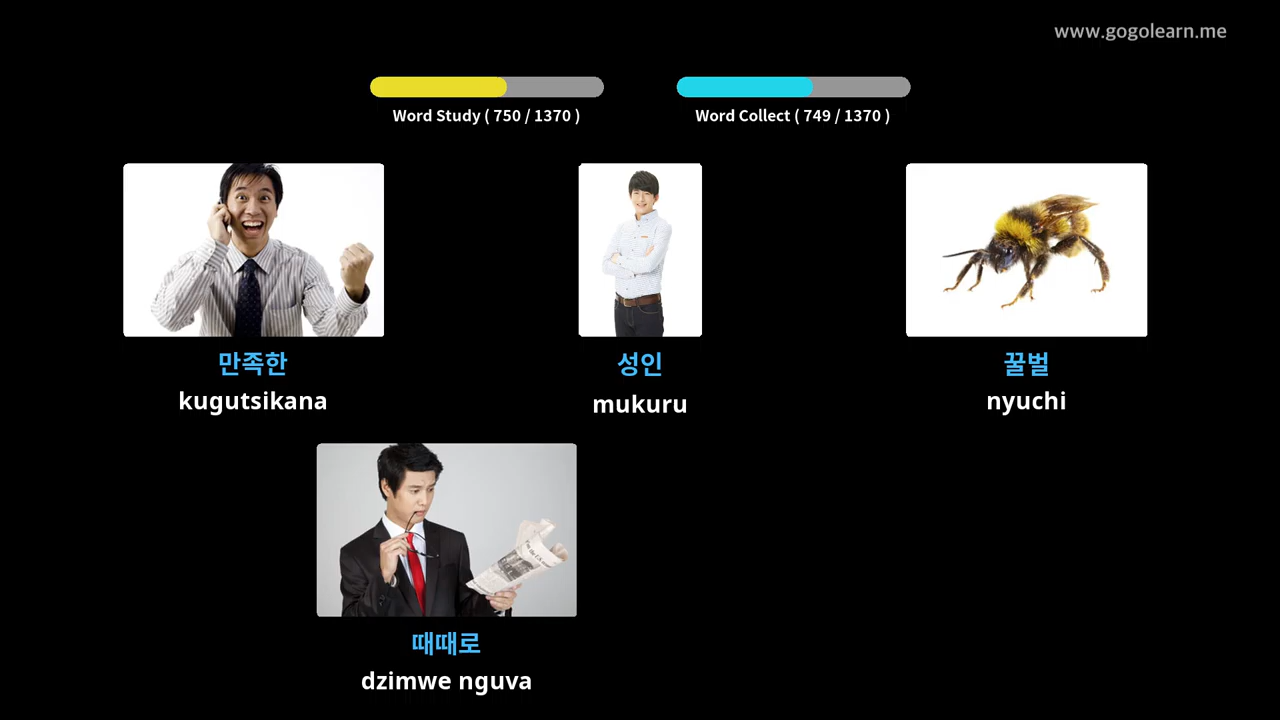 www.gogolearn.me
Word Study ( 750 / 1370 )
Word Collect ( 749 / 1370 )
만족한
kugutsikana
성인
mukuru
꿀벌
nyuchi
때때로
dzimwe nguva